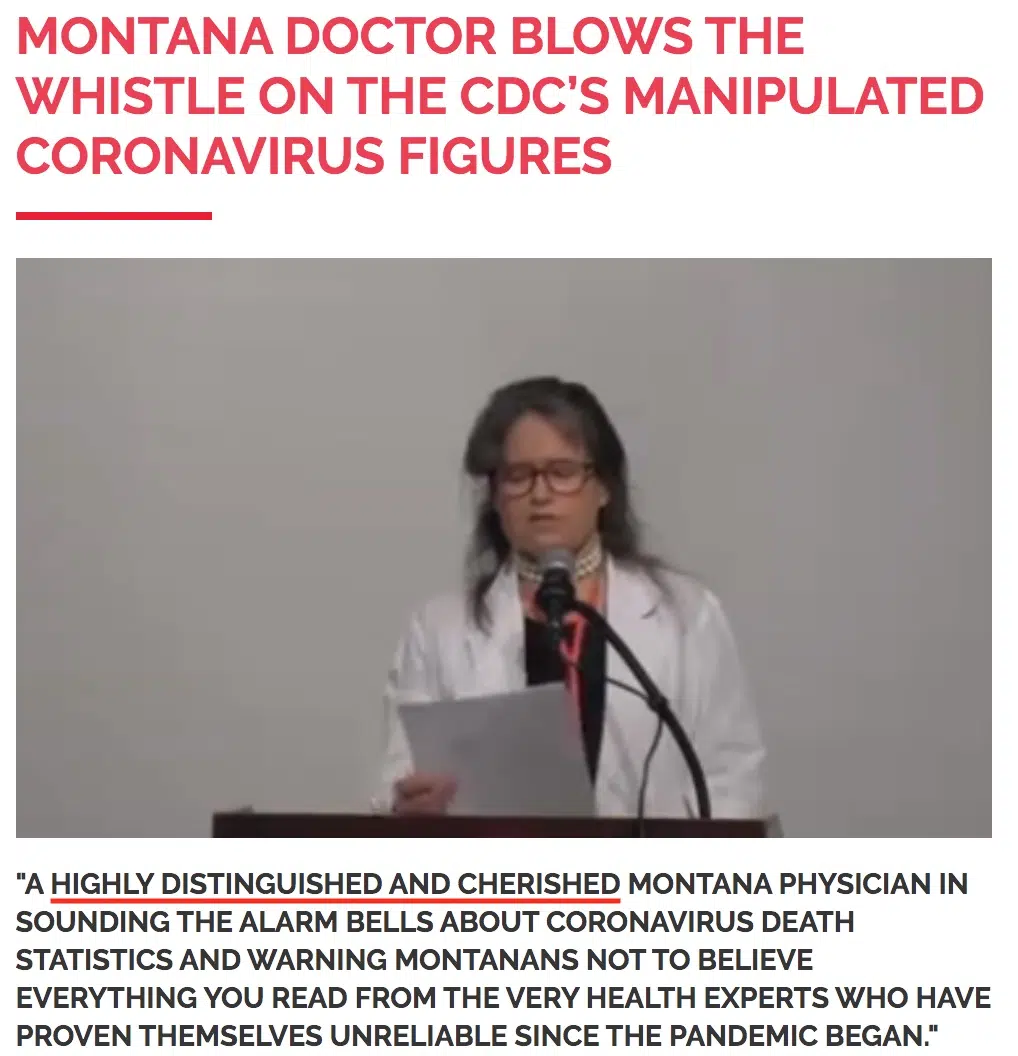 MONTANA DOCTOR BLOWS THE
WHISTLE ON THE CDC’S MANIPULATED
CORONAVIRUS FIGURES
"A HIGHLY DISTINGUISHED AND CHERISHED MONTANA PHYSICIAN IN
SOUNDING THE ALARM BELLS ABOUT CORONAVIRUS DEATH
STATISTICS AND WARNING MONTANANS NOT TO BELIEVE
EVERYTHING YOU READ FROM THE VERY HEALTH EXPERTS WHO HAVE
PROVEN THEMSELVES UNRELIABLE SINCE THE PANDEMIC BEGAN."